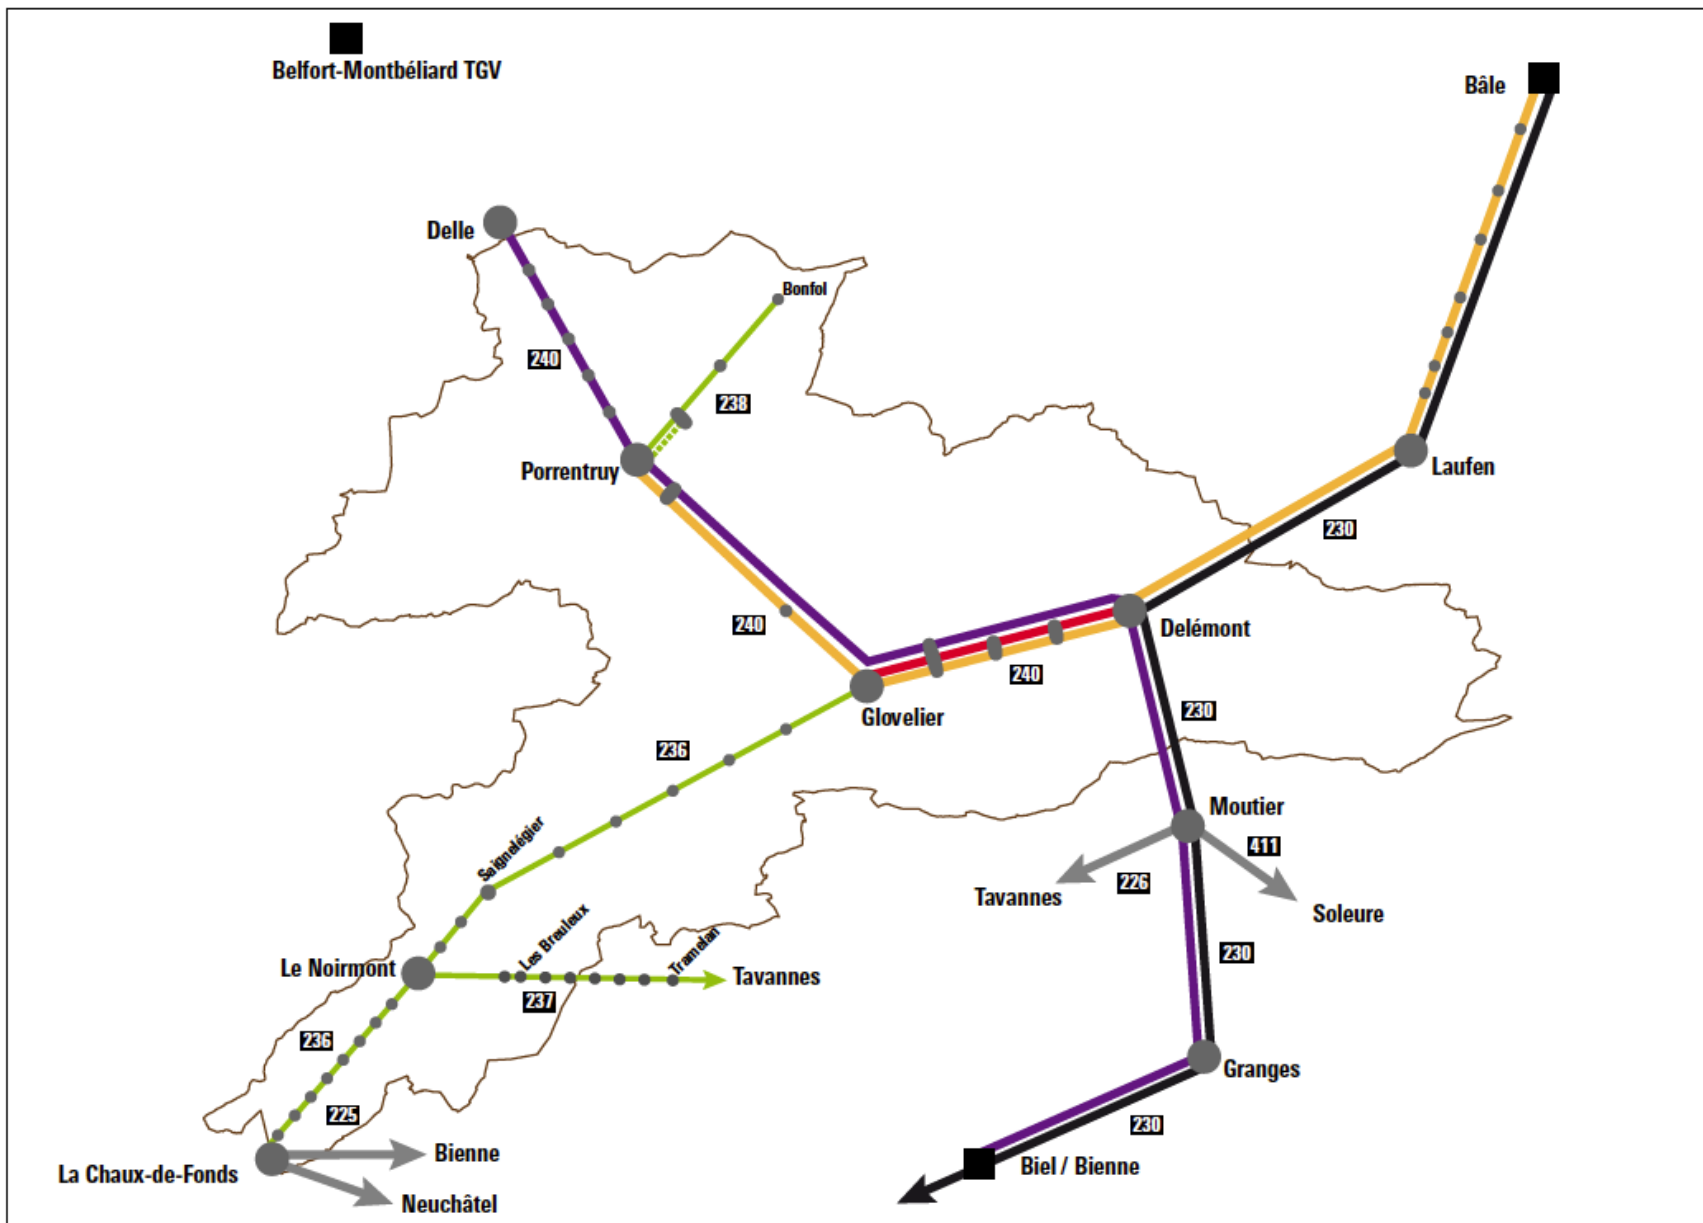 Belfort-Montbéliard TGV
Bâle
Delle
Bonfol
240
238
Porrentruy
Laufen
230
240
Delémont
240
Glovelier
230
236
Moutier
Saignelégier
411
226
Tavannes
Soleure
Les Breuleux
Tramelan
230
Le Noirmont
Tavannes
237
236
Granges
225
230
Bienne
La Chaux-de-Fonds
Biel / Bienne
Neuchâtel